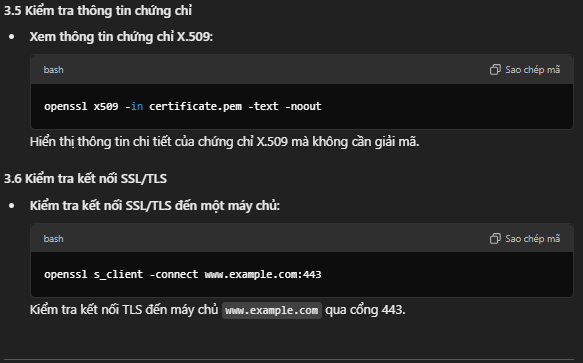 3.5 Kiểm tra thông tin chứng chỉ
• Xem thông tin chứng chỉ X.509:
bash
Sao chép mã
openssl x509 -in certificate.pem -text -noout
Hiển thị thông tin chi tiết của chứng chỉ X.509 mà không cần giải mã.
3.6 Kiểm tra kết nối SSL/TLS
• Kiểm tra kết nối SSL/TLS đến một máy chủ:
bash
Sao chép mã
openssl s_client -connect www.example.com:443
Kiểm tra kết nối TLS đến máy chủ www.example.com qua cổng 443.